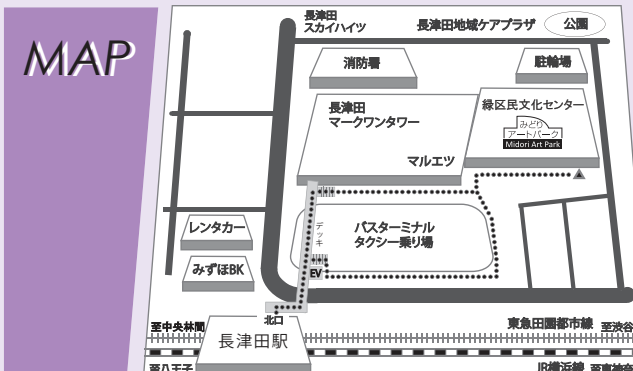 MAP
長津田
スカイハイツ
長津田地域ケアプラザ
公園
消防署
駐輪場
長津田
マークワンタワー
緑区民文化センター
みどり
アートパーク
Midori Art Park
マルエツ
レンタカー
デッキ
バスターミナル
タクシー乗り場
みずほBK
EV
北口
至中央林間
東急田園都市線
至渋谷
長津田駅
至八王子
JR横浜線